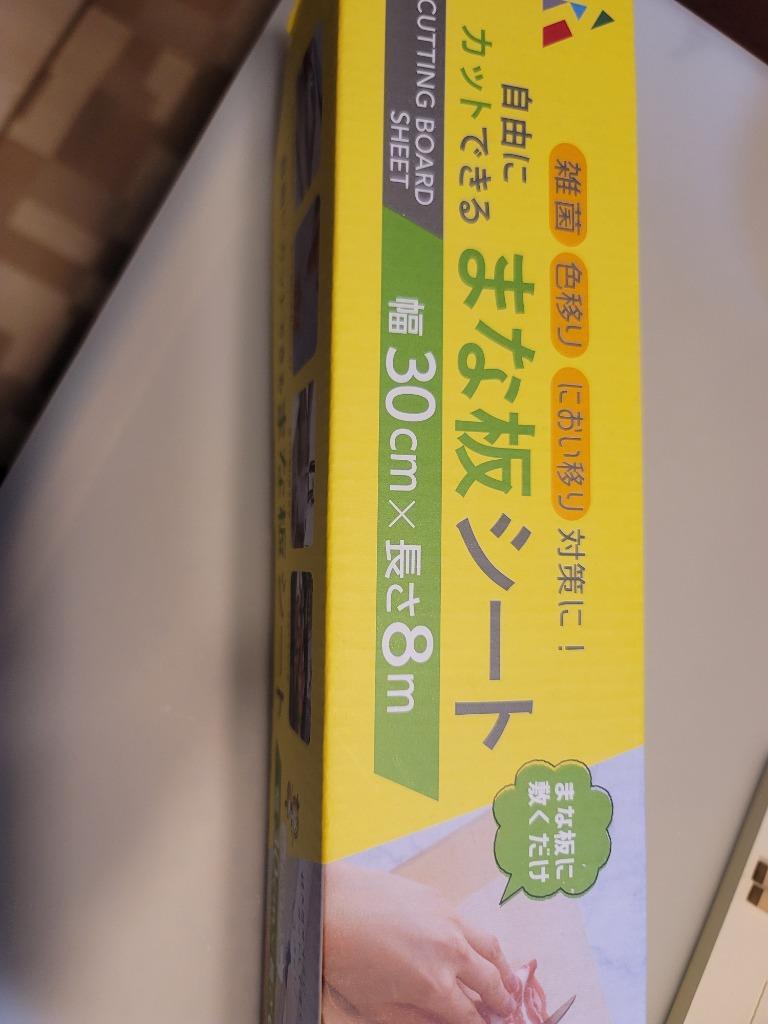 雑菌 色移り におい移り 対策に！
自由に
カットできる
まな板シート
CUTTING BOARD
SHEET
幅30cm×長さ8m
まな板に
敷くだけ